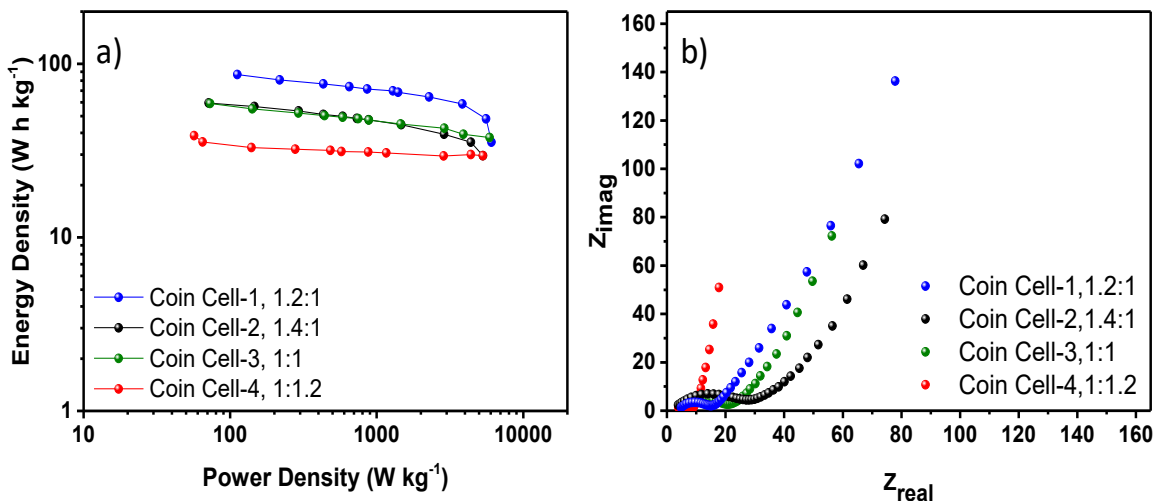 a)
Energy Density (W h kg⁻¹)
100
10
1
Coin Cell-1, 1.2:1
Coin Cell-2, 1.4:1
Coin Cell-3, 1:1
Coin Cell-4, 1:1.2
10 100 1000 10000
Power Density (W kg⁻¹)
b)
Zimag
160
140
120
100
80
60
40
20
0
Coin Cell-1,1.2:1
Coin Cell-2,1.4:1
Coin Cell-3,1:1
Coin Cell-4,1:1.2
0 20 40 60 80 100 120 140 160
Zreal